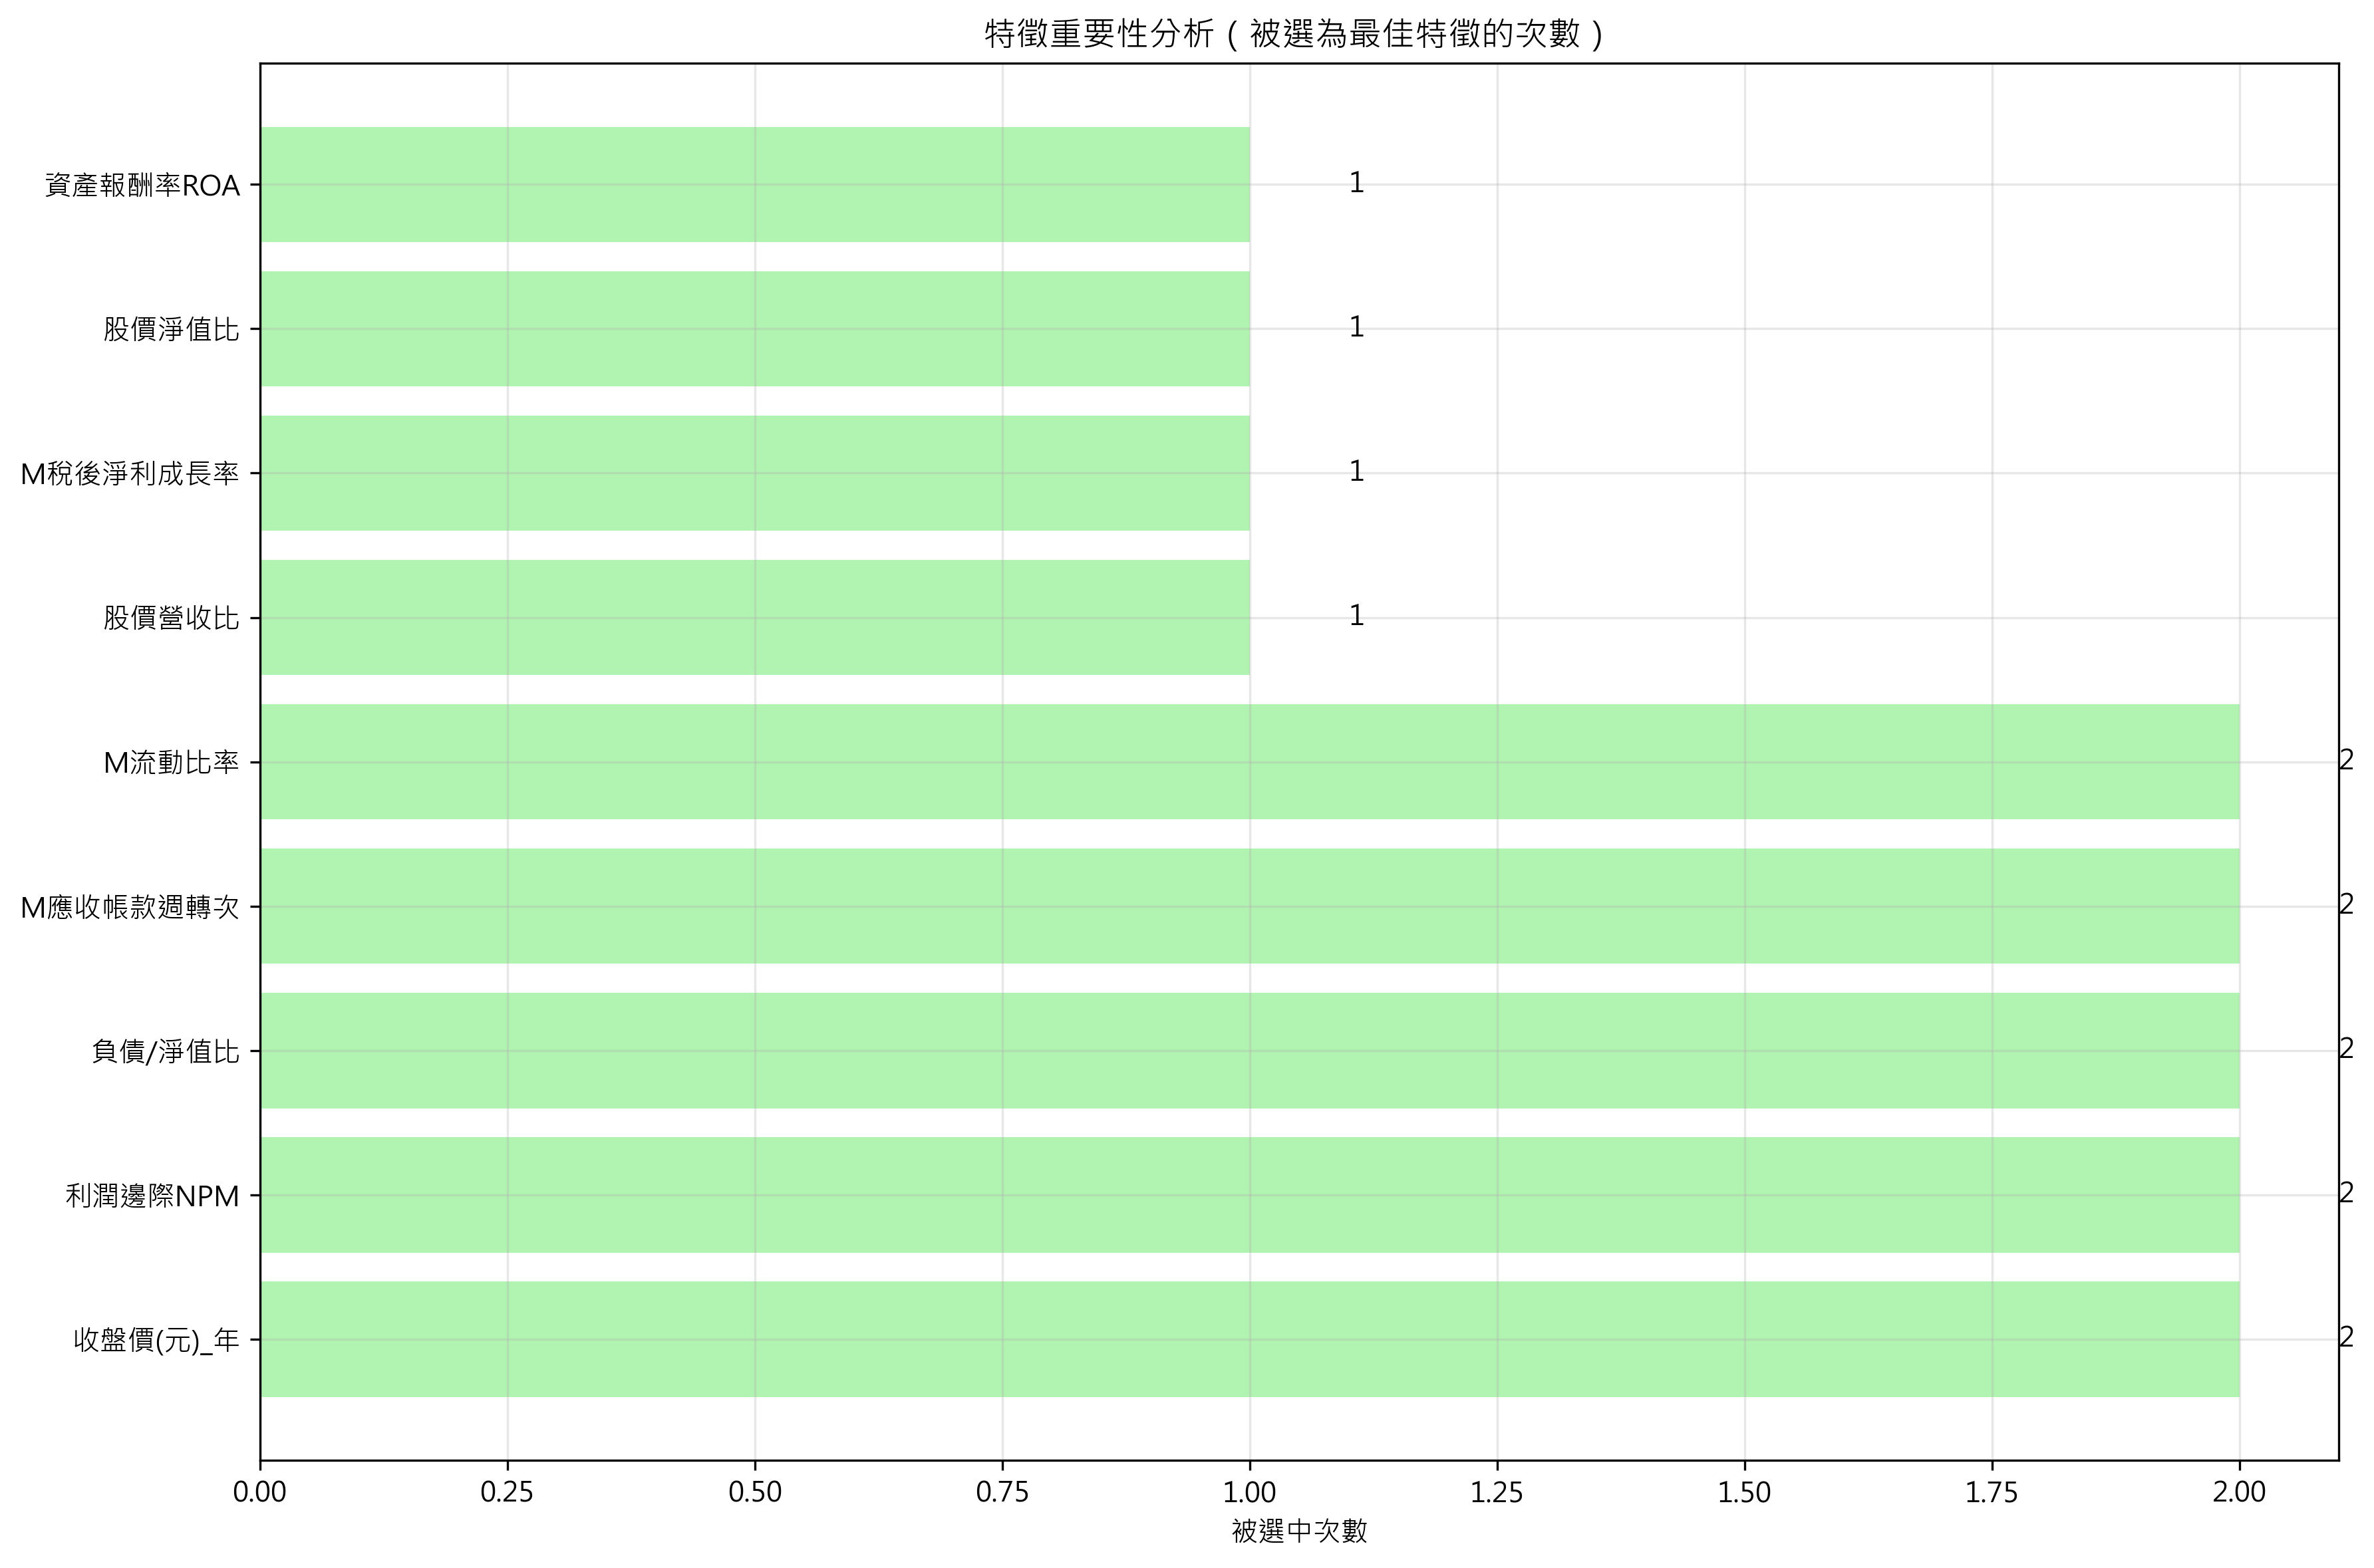 特徵重要性分析（被選為最佳特徵的次數）
資產報酬率ROA
1
股價淨值比
1
M稅後淨利成長率
1
股價營收比
1
M流動比率
2
M應收帳款週轉次
2
負債/淨值比
2
利潤邊際NPM
2
收盤價(元)_年
2
0.00 0.25 0.50 0.75 1.00 1.25 1.50 1.75 2.00
被選中次數